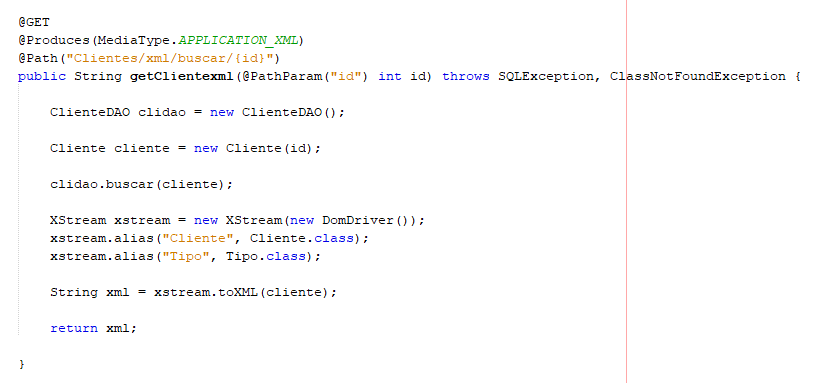 @GET
@Produces(MediaType.APPLICATION_XML)
@Path("Clientes/xml/buscar/{id}")
public String getClientexml(@PathParam("id") int id) throws SQLException, ClassNotFoundException {
ClienteDAO clidao = new ClienteDAO();
Cliente cliente = new Cliente(id);
clidao.buscar(cliente);
XStream xstream = new XStream(new DomDriver());
xstream.alias("Cliente", Cliente.class);
xstream.alias("Tipo", Tipo.class);
String xml = xstream.toXML(cliente);
return xml;
}